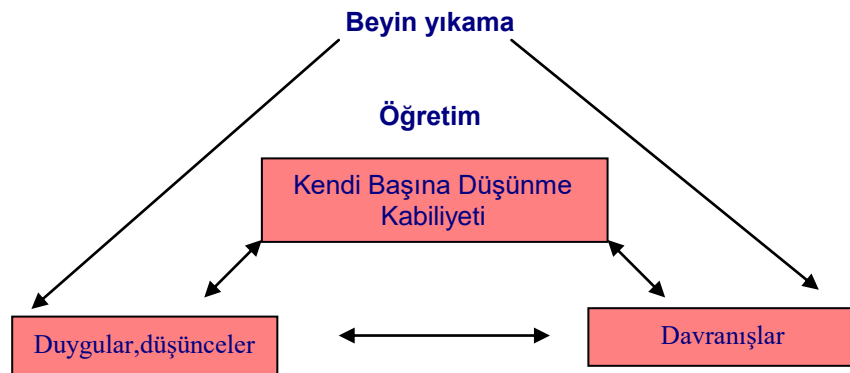 Beyin yıkama
Öğretim
Kendi Başına Düşünme
Kabiliyeti
Duygular,düşünceler
Davranışlar